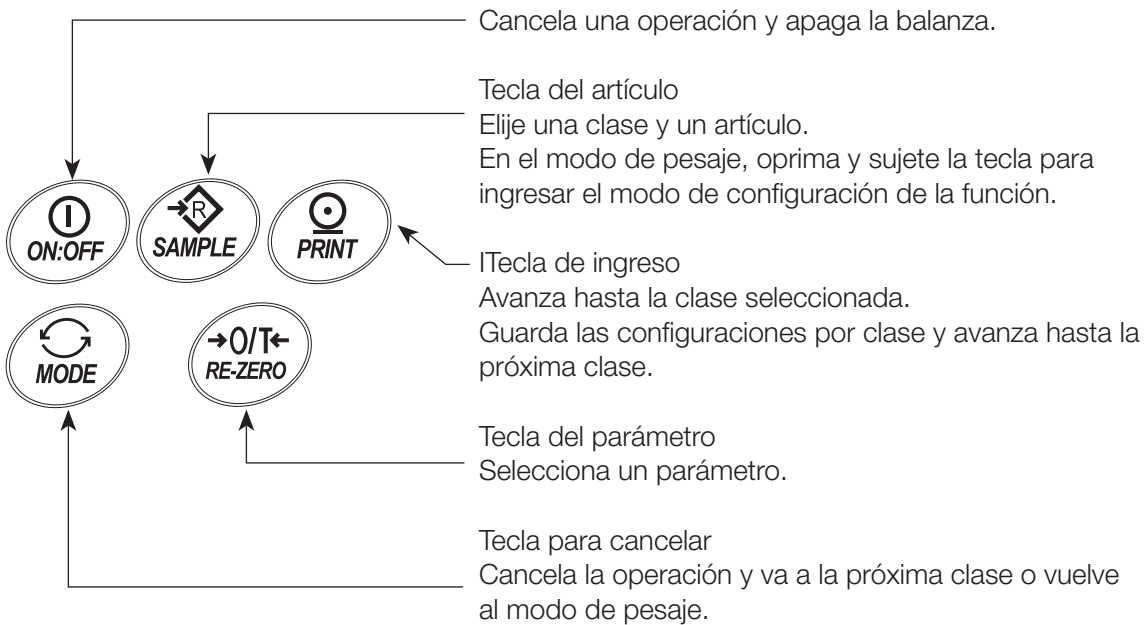 Cancela una operación y apaga la balanza.
Tecla del artículo
Elije una clase y un artículo.
En el modo de pesaje, oprima y sujete la tecla para
ingresar el modo de configuración de la función.
R
ON:OFF
SAMPLE
PRINT
ITecla de ingreso
Avanza hasta la clase seleccionada.
Guarda las configuraciones por clase y avanza hasta la
próxima clase.
MODE
→0/T←
RE-ZERO
Tecla del parámetro
Selecciona un parámetro.
Tecla para cancelar
Cancela la operación y va a la próxima clase o vuelve
al modo de pesaje.